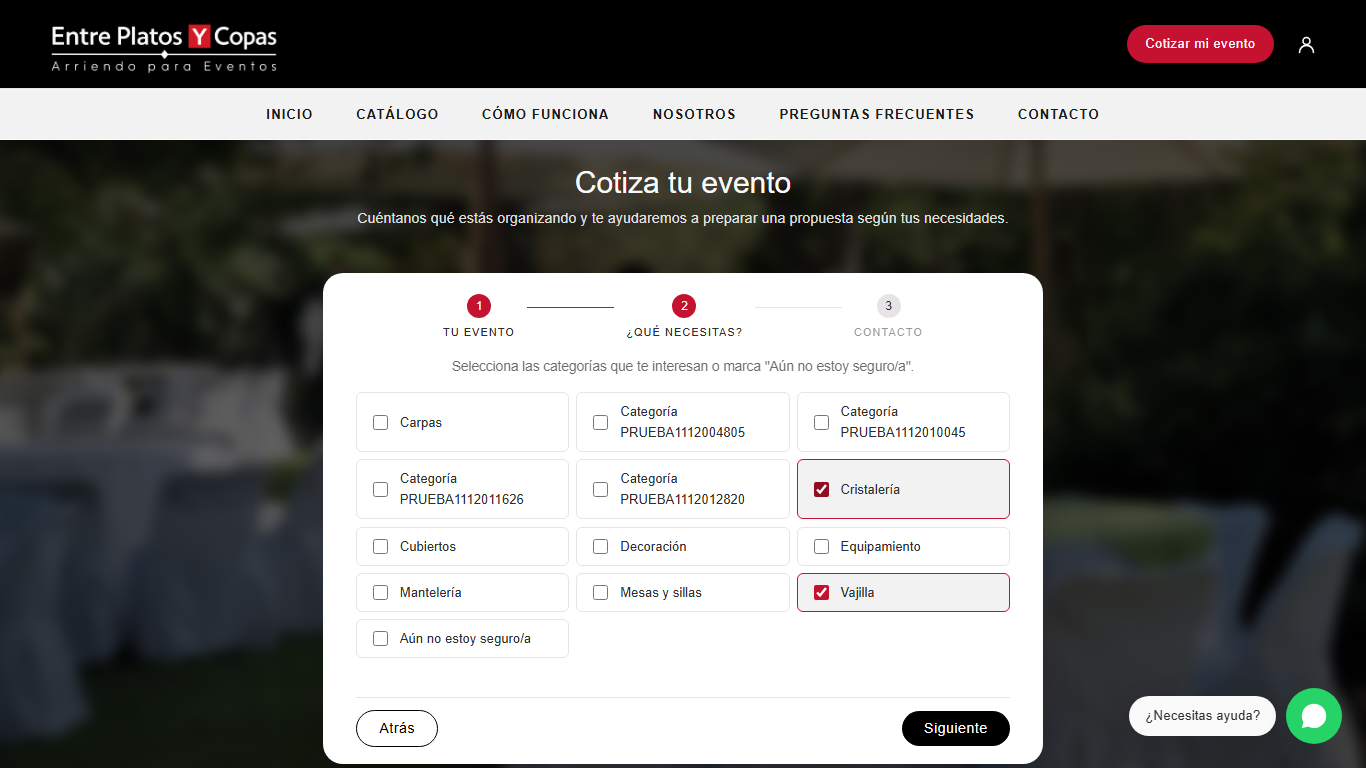 Entre Platos Y Copas
Arriendo para Eventos
Cotizar mi evento
INICIO CATÁLOGO CÓMO FUNCIONA NOSOTROS PREGUNTAS FRECUENTES CONTACTO
Cotiza tu evento
Cuéntanos qué estás organizando y te ayudaremos a preparar una propuesta según tus necesidades.
1 2 3
TU EVENTO ¿QUÉ NECESITAS? CONTACTO
Selecciona las categorías que te interesan o marca "Aún no estoy seguro/a".
Carpas
Categoría
PRUEBA1112004805
Categoría
PRUEBA1112010045
Categoría
PRUEBA1112011626
Categoría
PRUEBA1112012820
Cristalería
Cubiertos
Decoración
Equipamiento
Mantelería
Mesas y sillas
Vajilla
Aún no estoy seguro/a
Atrás
Siguiente
¿Necesitas ayuda?